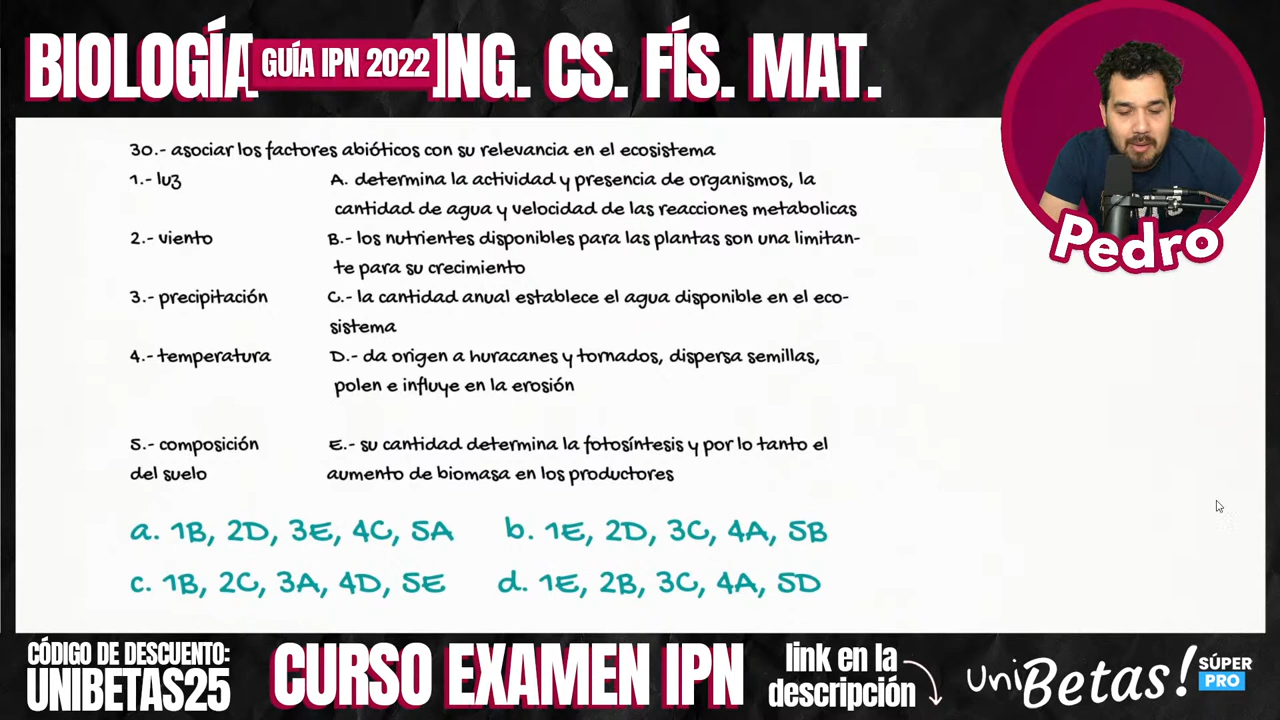 BIOLOGÍA GUÍA IPN 2022 ING. CS. FÍS. MAT.
Pedro
30.- asociar los factores abióticos con su relevancia en el ecosistema
1.- luz A. determina la actividad y presencia de organismos, la
cantidad de agua y velocidad de las reacciones metabolicas
2.- viento B.- los nutrientes disponibles para las plantas son una limitan-
te para su crecimiento
3.- precipitación C.- la cantidad anual establece el agua disponible en el eco-
sistema
4.- temperatura D.- da origen a huracanes y tornados, dispersa semillas,
polen e influye en la erosión
5.- composición E.- su cantidad determina la fotosíntesis y por lo tanto el
del suelo aumento de biomasa en los productores
a. 1B, 2D, 3E, 4C, 5A b. 1E, 2D, 3C, 4A, 5B
c. 1B, 2C, 3A, 4D, 5E d. 1E, 2B, 3C, 4A, 5D
CÓDIGO DE DESCUENTO:
UNIBETAS25
CURSO EXAMEN IPN
link en la
descripción
uniBetas!
SÚPER
PRO